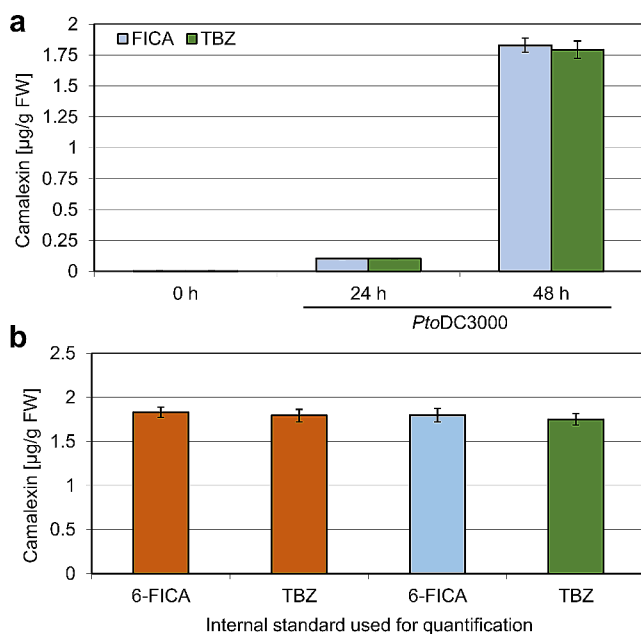 a
FICA TBZ
Camalexin [µg/g FW]
2
1.75
1.5
1.25
1
0.75
0.5
0.25
0
0 h 24 h 48 h
PtoDC3000
b
Camalexin [µg/g FW]
2.5
2
1.5
1
0.5
0
6-FICA TBZ 6-FICA TBZ
Internal standard used for quantification